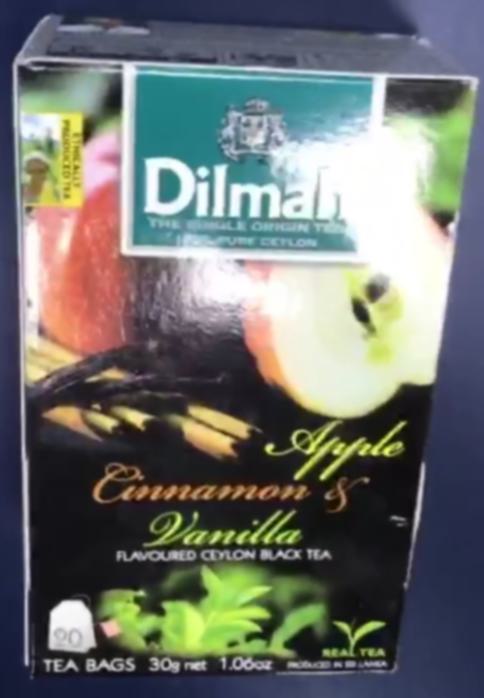 ETHICALLY
PRODUCED TEA
Dilmah
THE SINGLE ORIGIN TEA
PURE CEYLON
Apple
Cinnamon &
Vanilla
FLAVOURED CEYLON BLACK TEA
20
TEA BAGS 30g net 1.06oz
REAL TEA
PRODUCED IN SRI LANKA